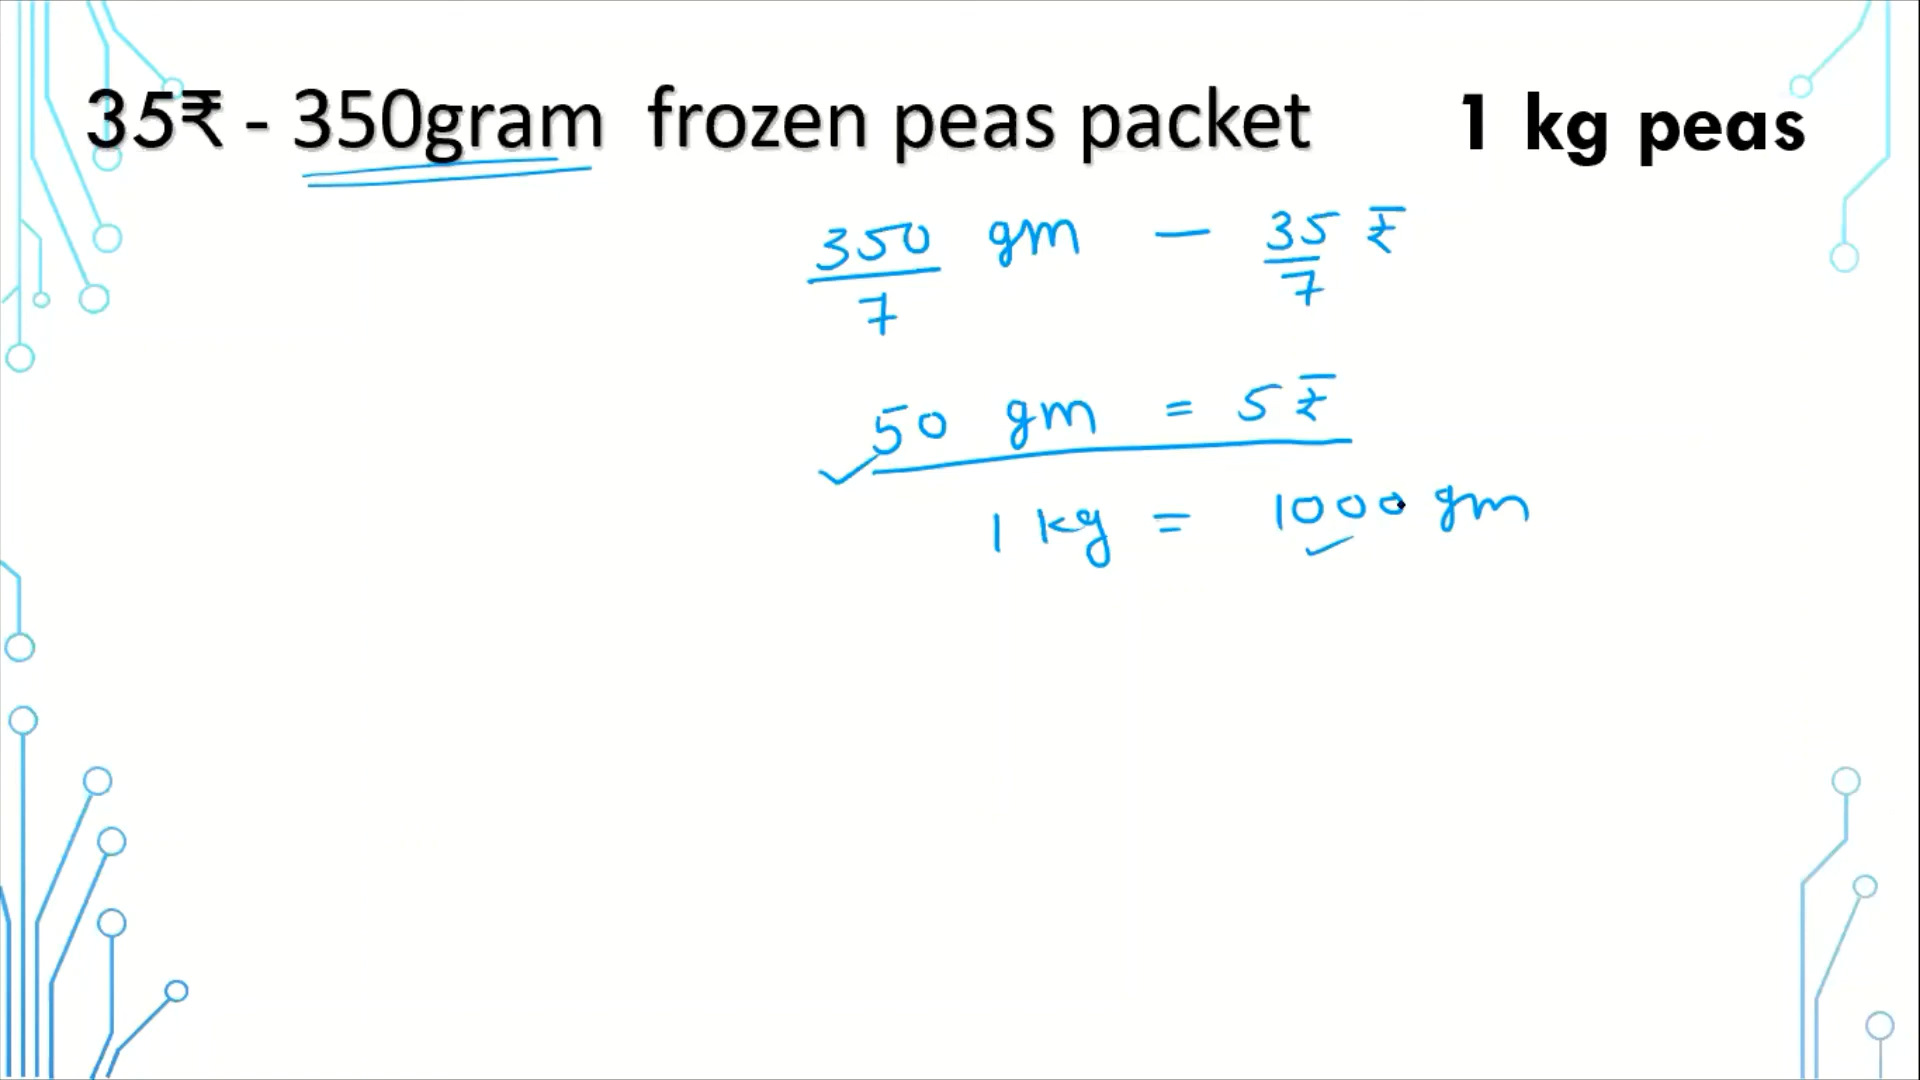 35₹ - 350gram frozen peas packet 1 kg peas
350/7 gm — 35/7 ₹
50 gm = 5 ₹
1 kg = 1000 gm